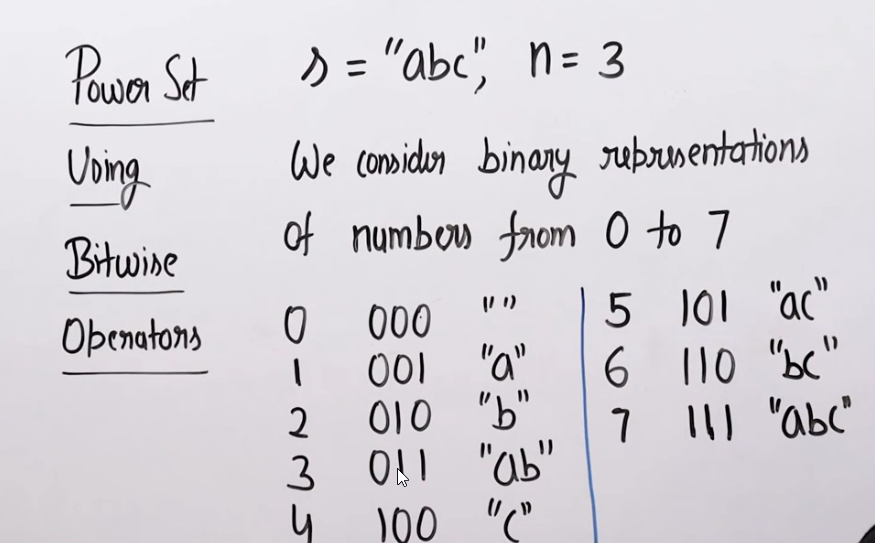 Power Set
Using
Bitwise
Operators
s = "abc", n = 3
We consider binary representations
of numbers from 0 to 7
0 000 ""
1 001 "a"
2 010 "b"
3 011 "ab"
4 100 "c"
5 101 "ac"
6 110 "bc"
7 111 "abc"